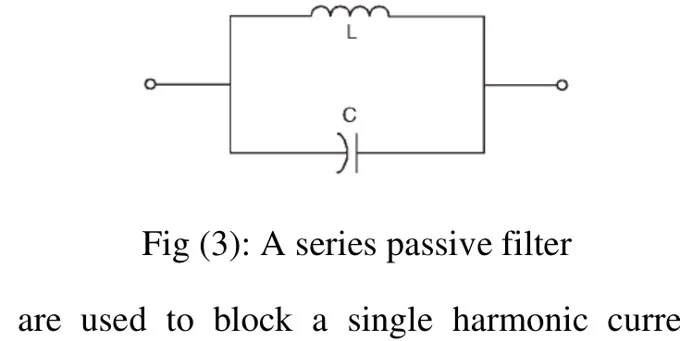 L
C
Fig (3): A series passive filter
are used to block a single harmonic curre